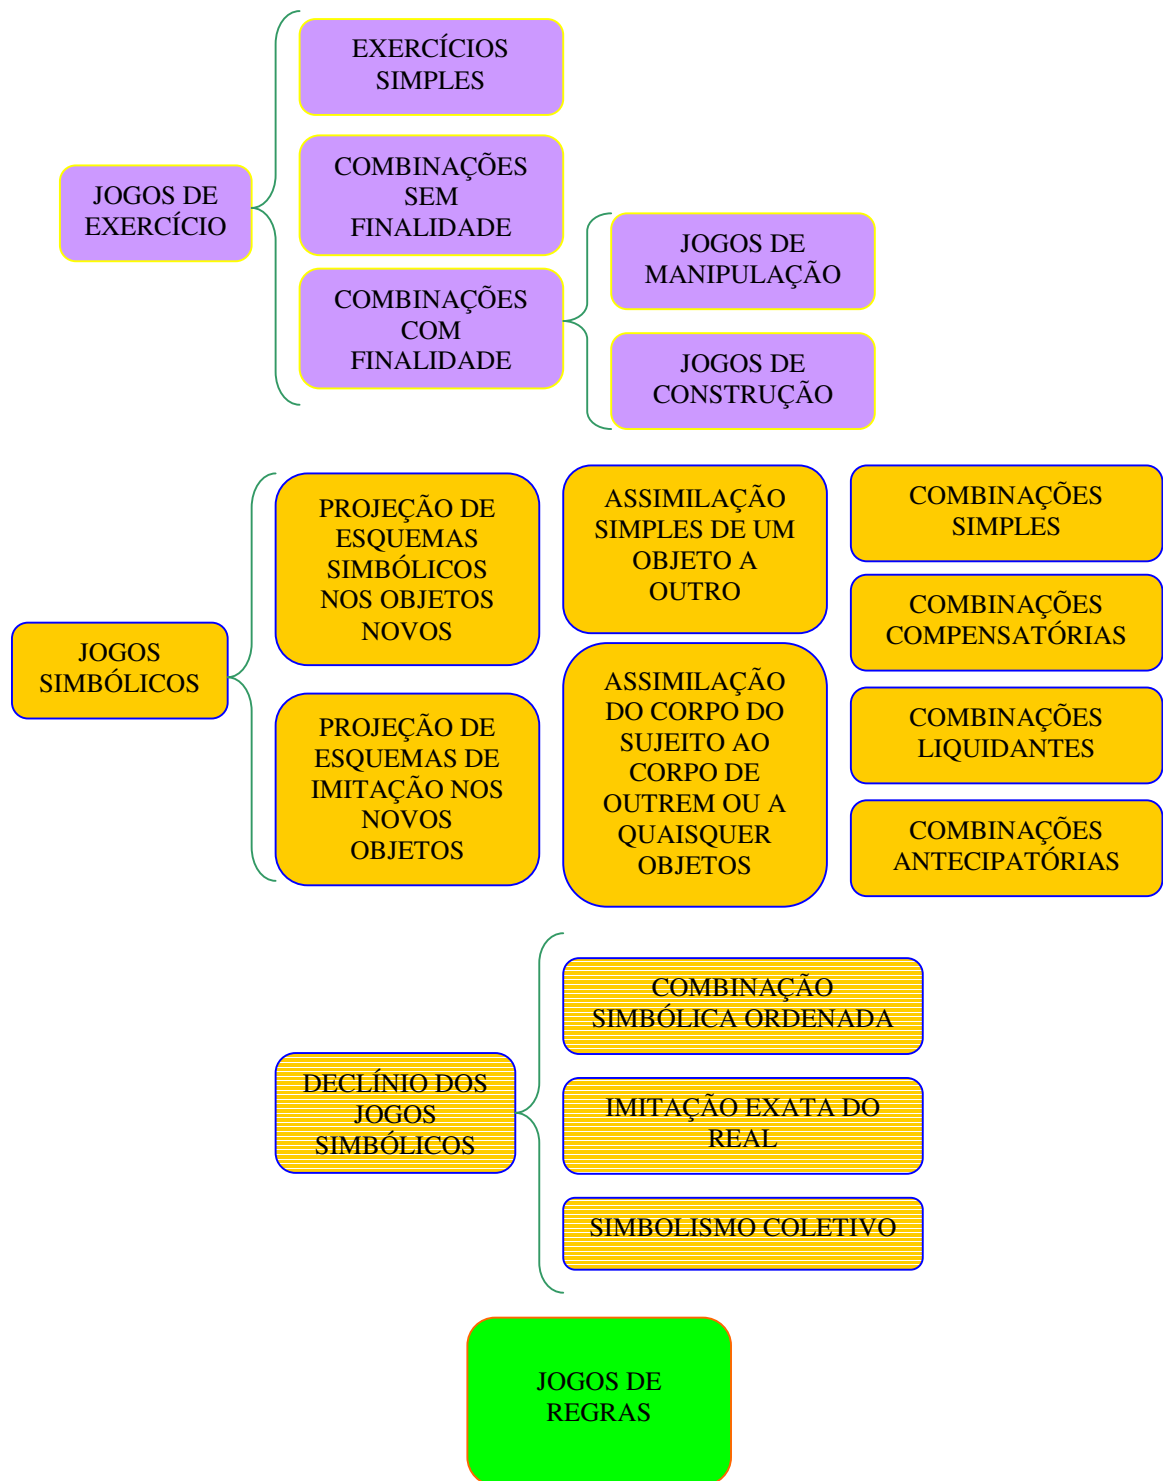 EXERCÍCIOS
SIMPLES
COMBINAÇÕES
SEM
FINALIDADE
JOGOS DE
EXERCÍCIO
JOGOS DE
MANIPULAÇÃO
COMBINAÇÕES
COM
FINALIDADE
JOGOS DE
CONSTRUÇÃO
JOGOS
SIMBÓLICOS
PROJEÇÃO DE
ESQUEMAS
SIMBÓLICOS
NOS OBJETOS
NOVOS
PROJEÇÃO DE
ESQUEMAS DE
IMITAÇÃO NOS
NOVOS
OBJETOS
ASSIMILAÇÃO
SIMPLES DE UM
OBJETO A
OUTRO
ASSIMILAÇÃO
DO CORPO DO
SUJEITO AO
CORPO DE
OUTREM OU A
QUAISQUER
OBJETOS
COMBINAÇÕES
SIMPLES
COMBINAÇÕES
COMPENSATÓRIAS
COMBINAÇÕES
LIQUIDANTES
COMBINAÇÕES
ANTECIPATÓRIAS
DECLÍNIO DOS
JOGOS
SIMBÓLICOS
COMBINAÇÃO
SIMBÓLICA ORDENADA
IMITAÇÃO EXATA DO
REAL
SIMBOLISMO COLETIVO
JOGOS DE
REGRAS